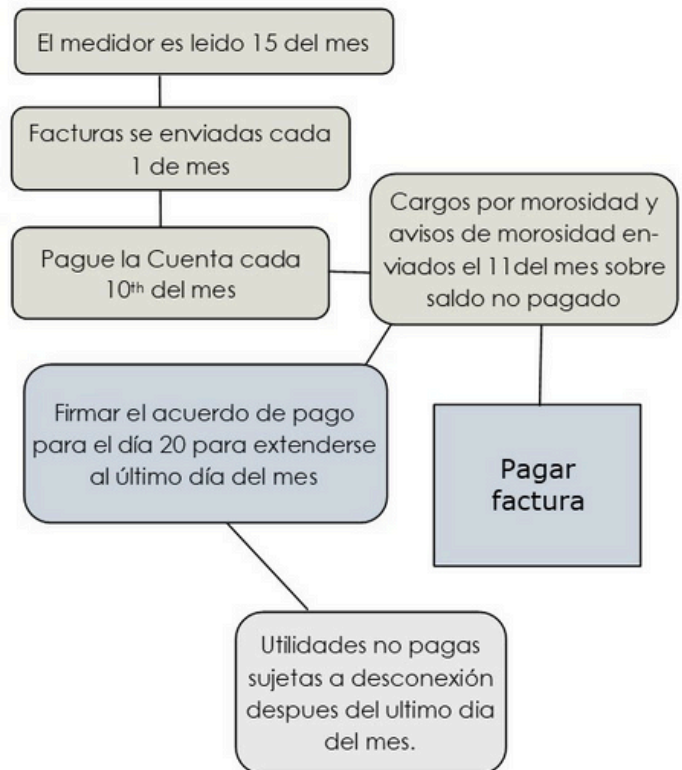 El medidor es leido 15 del mes
Facturas se enviadas cada
1 de mes
Pague la Cuenta cada
10th del mes
Cargos por morosidad y
avisos de morosidad en-
viados el 11del mes sobre
saldo no pagado
Firmar el acuerdo de pago
para el día 20 para extenderse
al último día del mes
Pagar
factura
Utilidades no pagas
sujetas a desconexión
despues del ultimo dia
del mes.